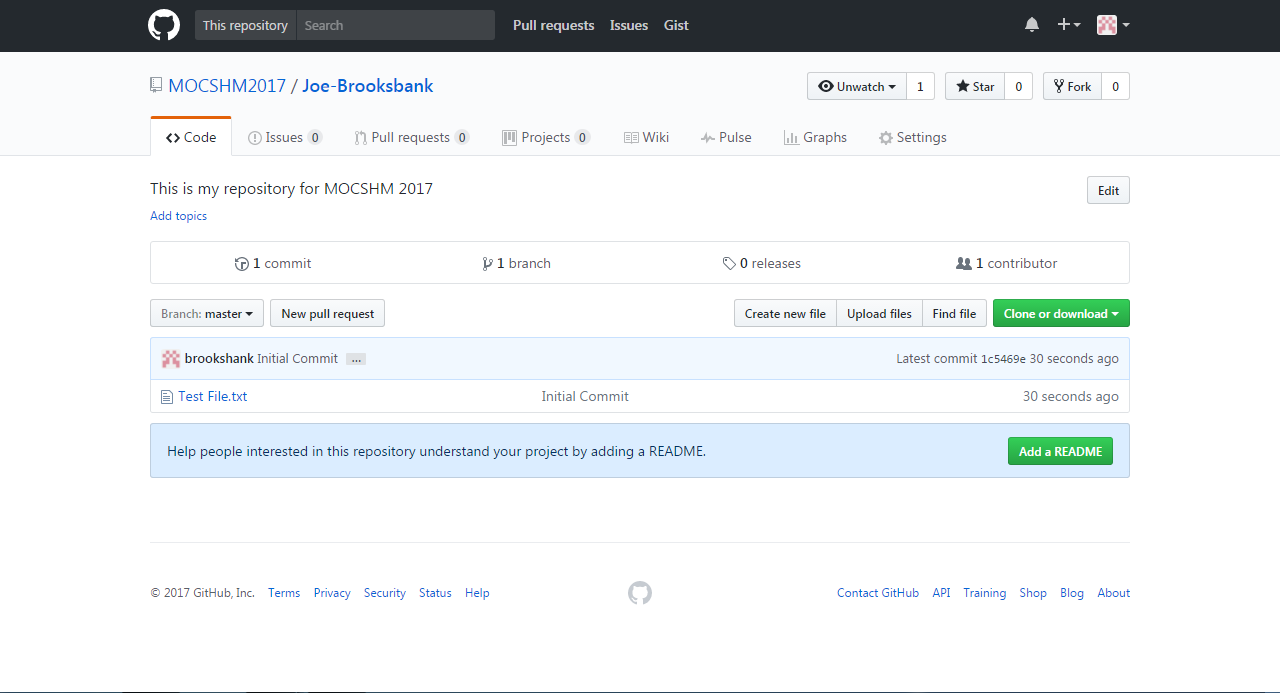 This repository Search Pull requests Issues Gist
MOCSHM2017 / Joe-Brooksbank Unwatch 1 Star 0 Fork 0
Code Issues 0 Pull requests 0 Projects 0 Wiki Pulse Graphs Settings
This is my repository for MOCSHM 2017 Edit
Add topics
1 commit 1 branch 0 releases 1 contributor
Branch: master New pull request Create new file Upload files Find file Clone or download
brookshank Initial Commit … Latest commit 1c5469e 30 seconds ago
Test File.txt Initial Commit 30 seconds ago
Help people interested in this repository understand your project by adding a README. Add a README
© 2017 GitHub, Inc. Terms Privacy Security Status Help Contact GitHub API Training Shop Blog About